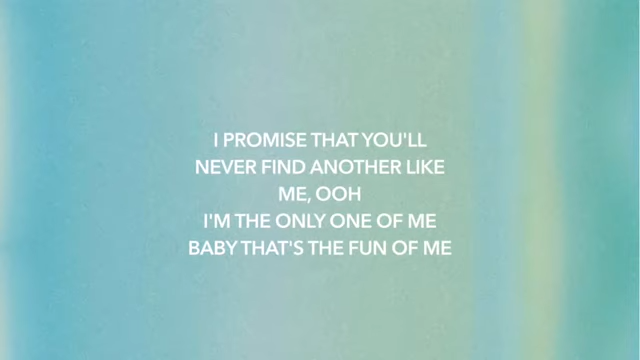 I PROMISE THAT YOU'LL
NEVER FIND ANOTHER LIKE
ME, OOH
I'M THE ONLY ONE OF ME
BABY THAT'S THE FUN OF ME